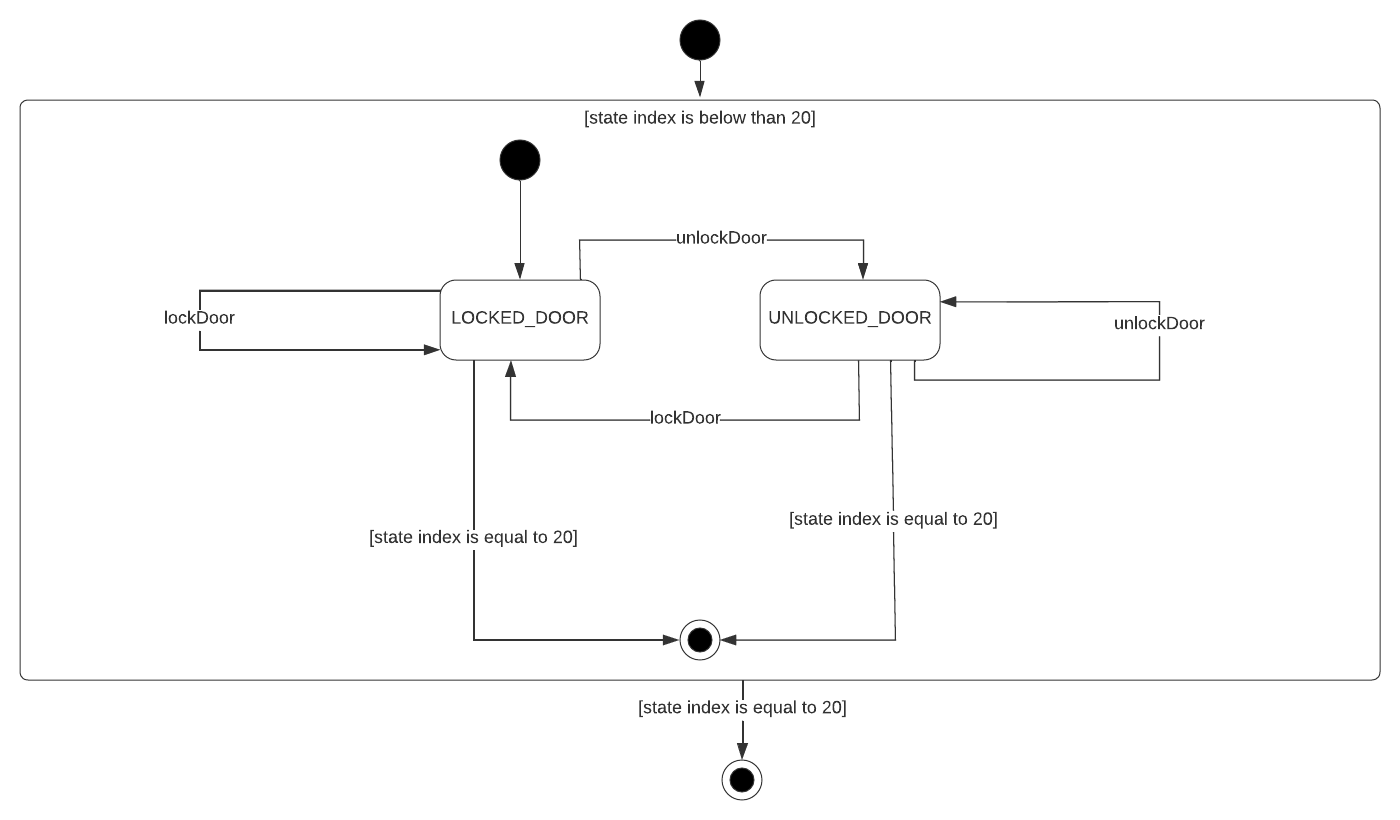 [state index is below than 20]
unlockDoor
lockDoor
LOCKED_DOOR
UNLOCKED_DOOR
unlockDoor
lockDoor
[state index is equal to 20]
[state index is equal to 20]
[state index is equal to 20]